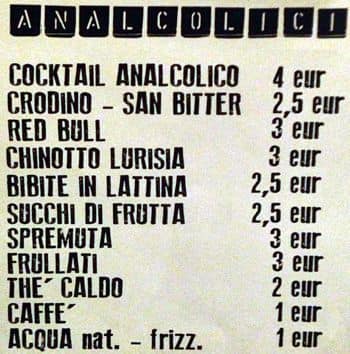 ANALCOLICI
COCKTAIL ANALCOLICO 4 eur
CRODINO - SAN BITTER 2,5 eur
RED BULL 3 eur
CHINOTTO LURISIA 3 eur
BIBITE IN LATTINA 2,5 eur
SUCCHI DI FRUTTA 2,5 eur
SPREMUTA 3 eur
FRULLATI 3 eur
THE´ CALDO 2 eur
CAFFE´ 1 eur
ACQUA nat. - frizz. 1 eur